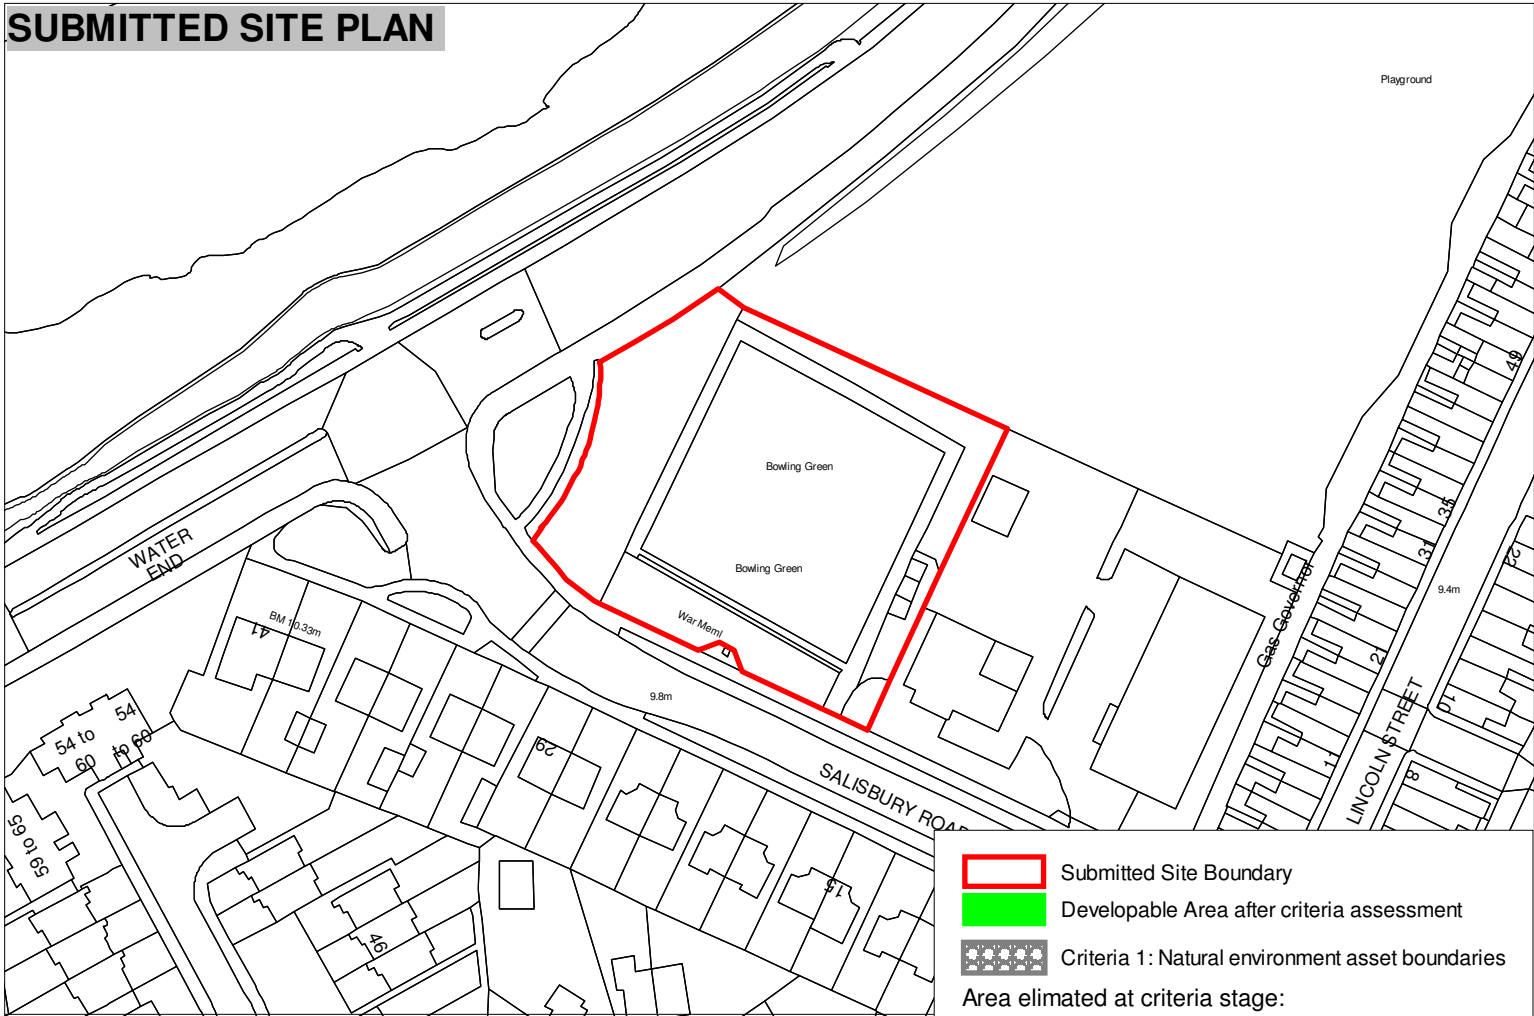 SUBMITTED SITE PLAN
Playground
49
Bowling Green
35
WATER
END
31
22
Bowling Green
Gas Governor
9.4m
BM 10.33m
41
War Meml
21
54
54 to
to 60
60
9.8m
10
29
LINCOLN STREET
SALISBURY ROAD
11
8
59 to 65
15
46
Submitted Site Boundary
Developable Area after criteria assessment
Criteria 1: Natural environment asset boundaries
Area elimated at criteria stage: